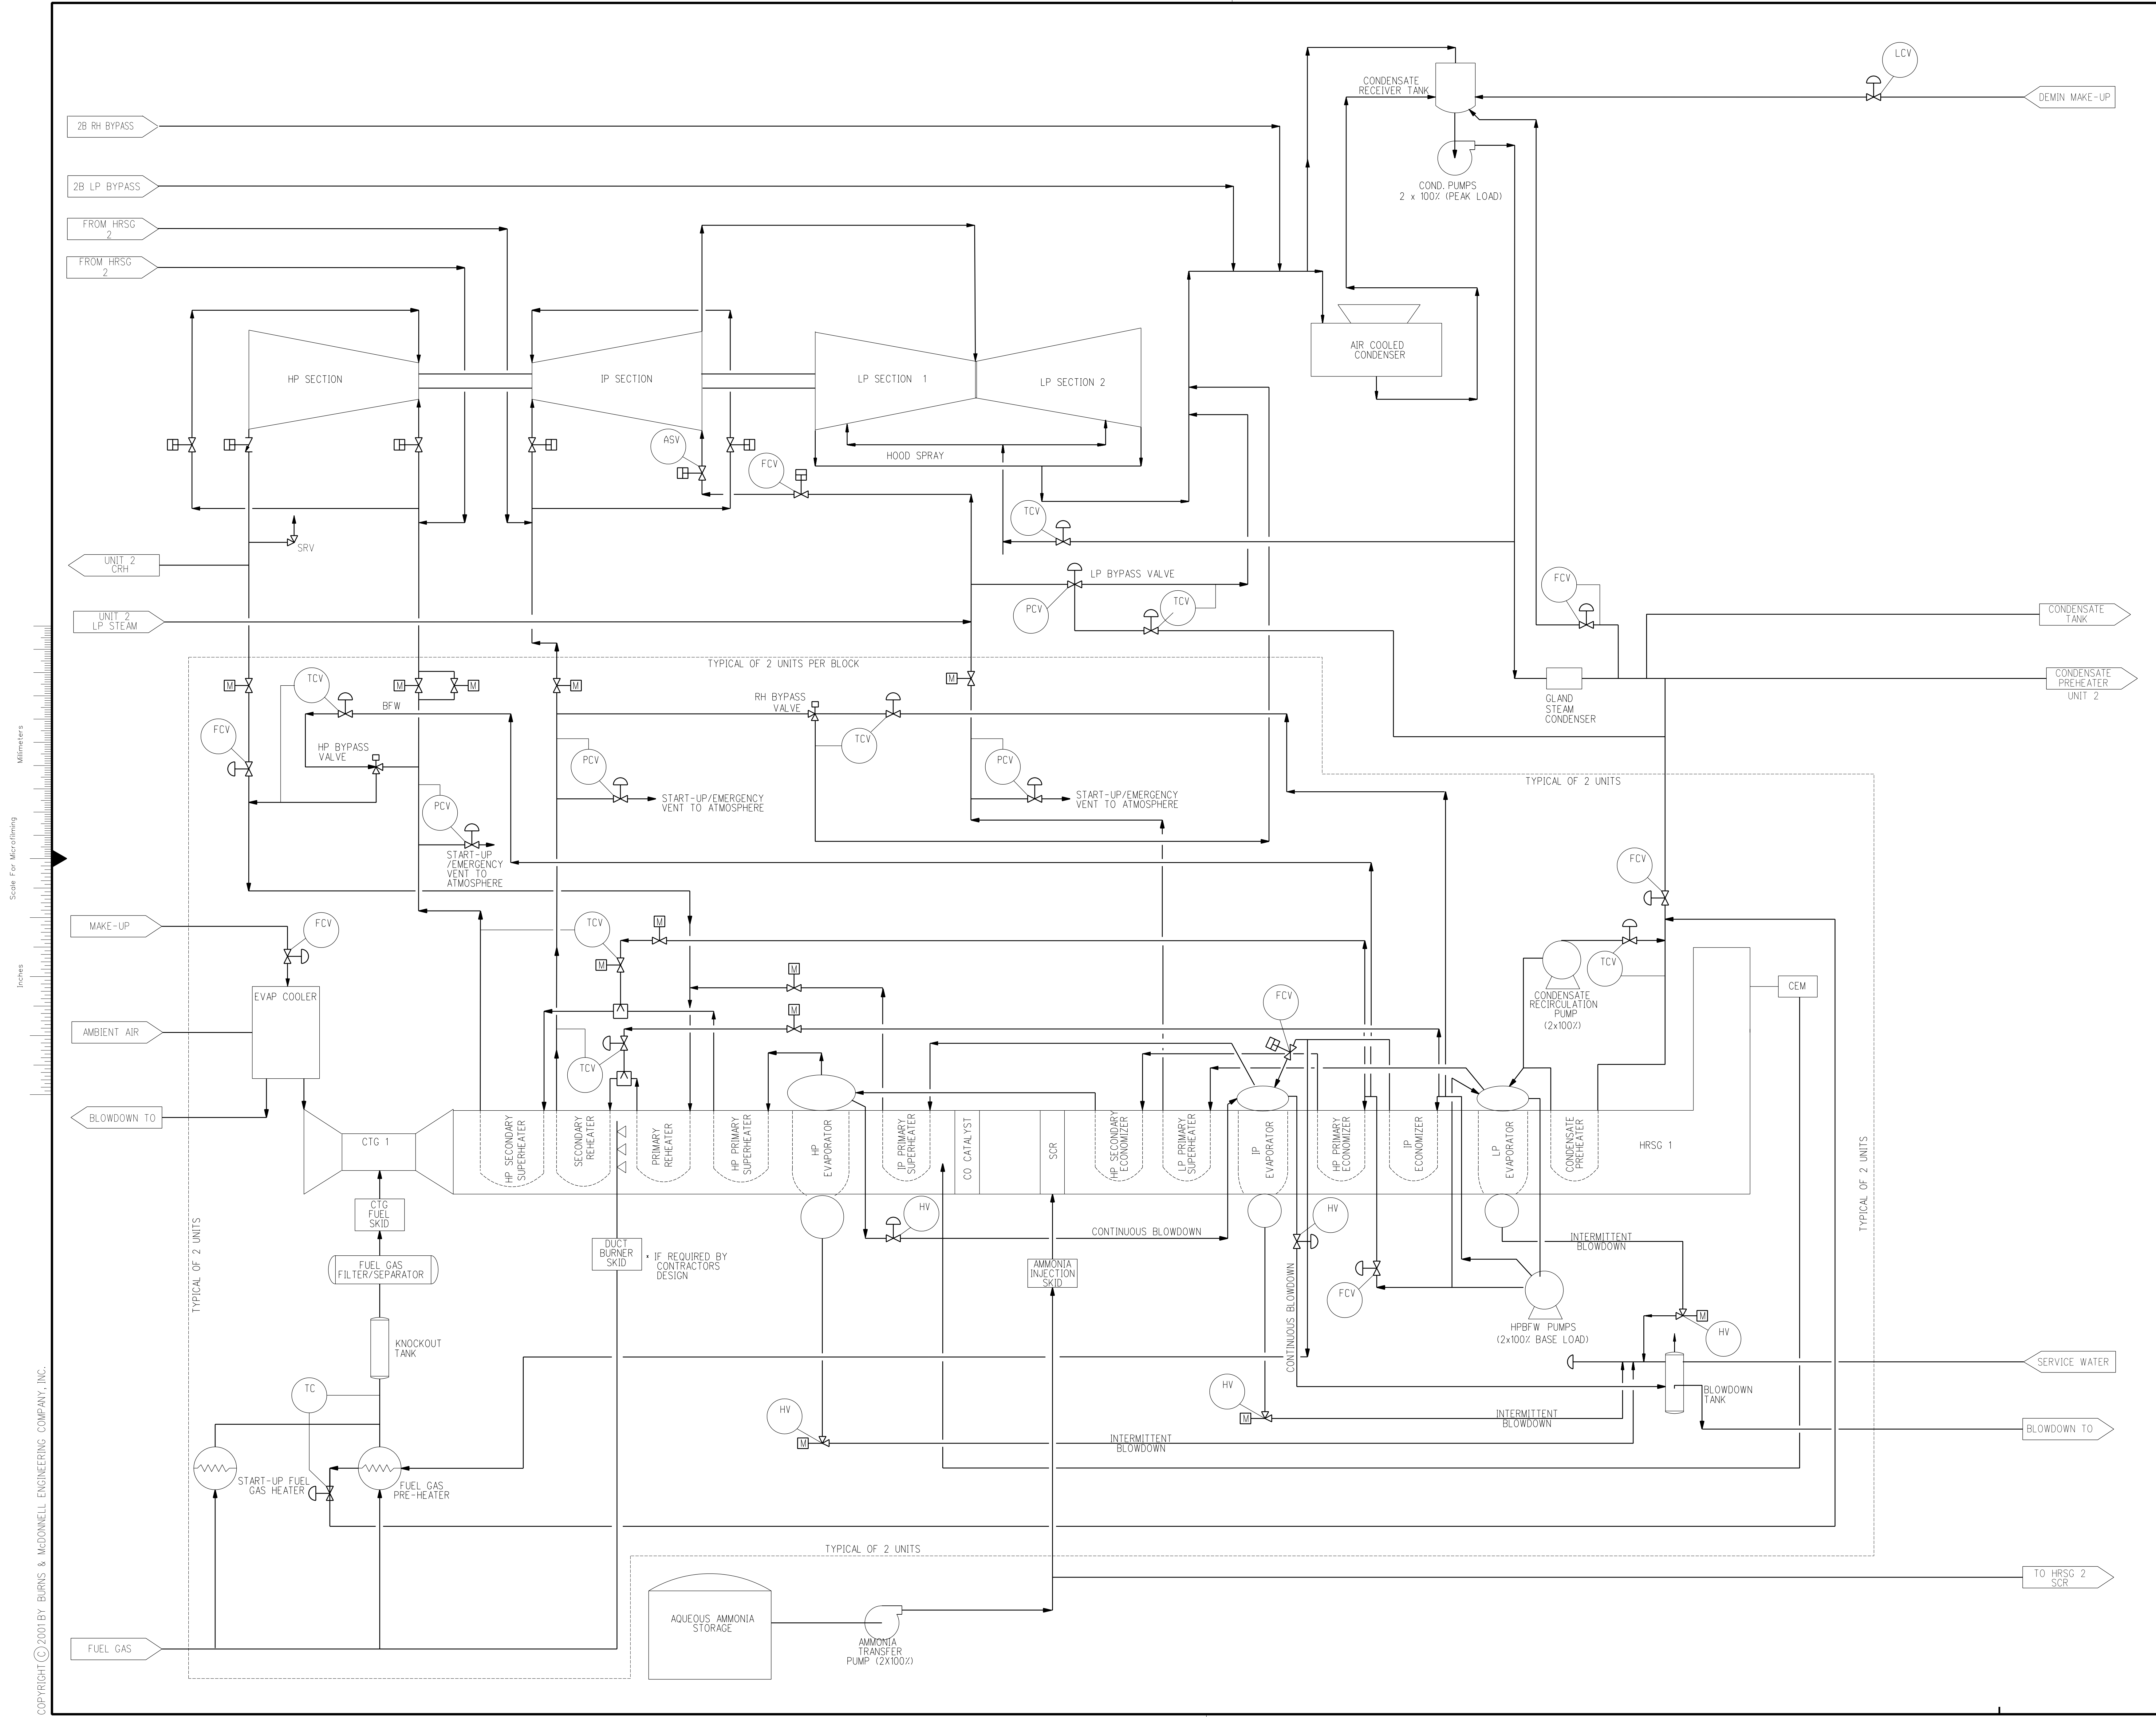 LCV
CONDENSATE
RECEIVER TANK
DEMIN MAKE-UP
2B RH BYPASS
COND. PUMPS
2 x 100% (PEAK LOAD)
2B LP BYPASS
FROM HRSG
2
FROM HRSG
2
HP SECTION
IP SECTION
LP SECTION 1
LP SECTION 2
AIR COOLED
CONDENSER
ASV
FCV
HOOD SPRAY
TCV
SRV
UNIT 2
CRH
LP BYPASS VALVE
PCV
TCV
FCV
UNIT 2
LP STEAM
CONDENSATE
TANK
TYPICAL OF 2 UNITS PER BLOCK
M
TCV
M
M
M
M
RH BYPASS
VALVE
BFW
GLAND
STEAM
CONDENSER
CONDENSATE
PREHEATER
UNIT 2
FCV
HP BYPASS
VALVE
TCV
PCV
PCV
PCV
TYPICAL OF 2 UNITS
START-UP/EMERGENCY
VENT TO ATMOSPHERE
START-UP/EMERGENCY
VENT TO ATMOSPHERE
START-UP
/EMERGENCY
VENT TO
ATMOSPHERE
FCV
MAKE-UP
FCV
TCV
M
M
M
M
TCV
CONDENSATE
RECIRCULATION
PUMP
(2x100%)
CEM
EVAP COOLER
AMBIENT AIR
FCV
TCV
BLOWDOWN TO
CTG 1
HP SECONDARY
SUPERHEATER
SECONDARY
REHEATER
PRIMARY
REHEATER
HP PRIMARY
SUPERHEATER
HP
EVAPORATOR
IP PRIMARY
SUPERHEATER
CO CATALYST
SCR
HP SECONDARY
ECONOMIZER
LP PRIMARY
SUPERHEATER
IP
EVAPORATOR
HP PRIMARY
ECONOMIZER
IP
ECONOMIZER
LP
EVAPORATOR
CONDENSATE
PREHEATER
HRSG 1
TYPICAL OF 2 UNITS
CTG
FUEL
SKID
HV
CONTINUOUS BLOWDOWN
HV
INTERMITTENT
BLOWDOWN
TYPICAL OF 2 UNITS
FUEL GAS
FILTER/SEPARATOR
DUCT
BURNER
SKID
* IF REQUIRED BY
CONTRACTORS
DESIGN
AMMONIA
INJECTION
SKID
CONTINUOUS BLOWDOWN
FCV
HPBFW PUMPS
(2x100% BASE LOAD)
M
HV
KNOCKOUT
TANK
SERVICE WATER
TC
HV
M
BLOWDOWN
TANK
HV
M
INTERMITTENT
BLOWDOWN
INTERMITTENT
BLOWDOWN
BLOWDOWN TO
START-UP FUEL
GAS HEATER
FUEL GAS
PRE-HEATER
TYPICAL OF 2 UNITS
TO HRSG 2
SCR
AQUEOUS AMMONIA
STORAGE
AMMONIA
TRANSFER
PUMP (2X100%)
FUEL GAS
Milimeters
Scale For Microfilming
Inches
COPYRIGHT © 2001 BY BURNS & McDONNELL ENGINEERING COMPANY, INC.